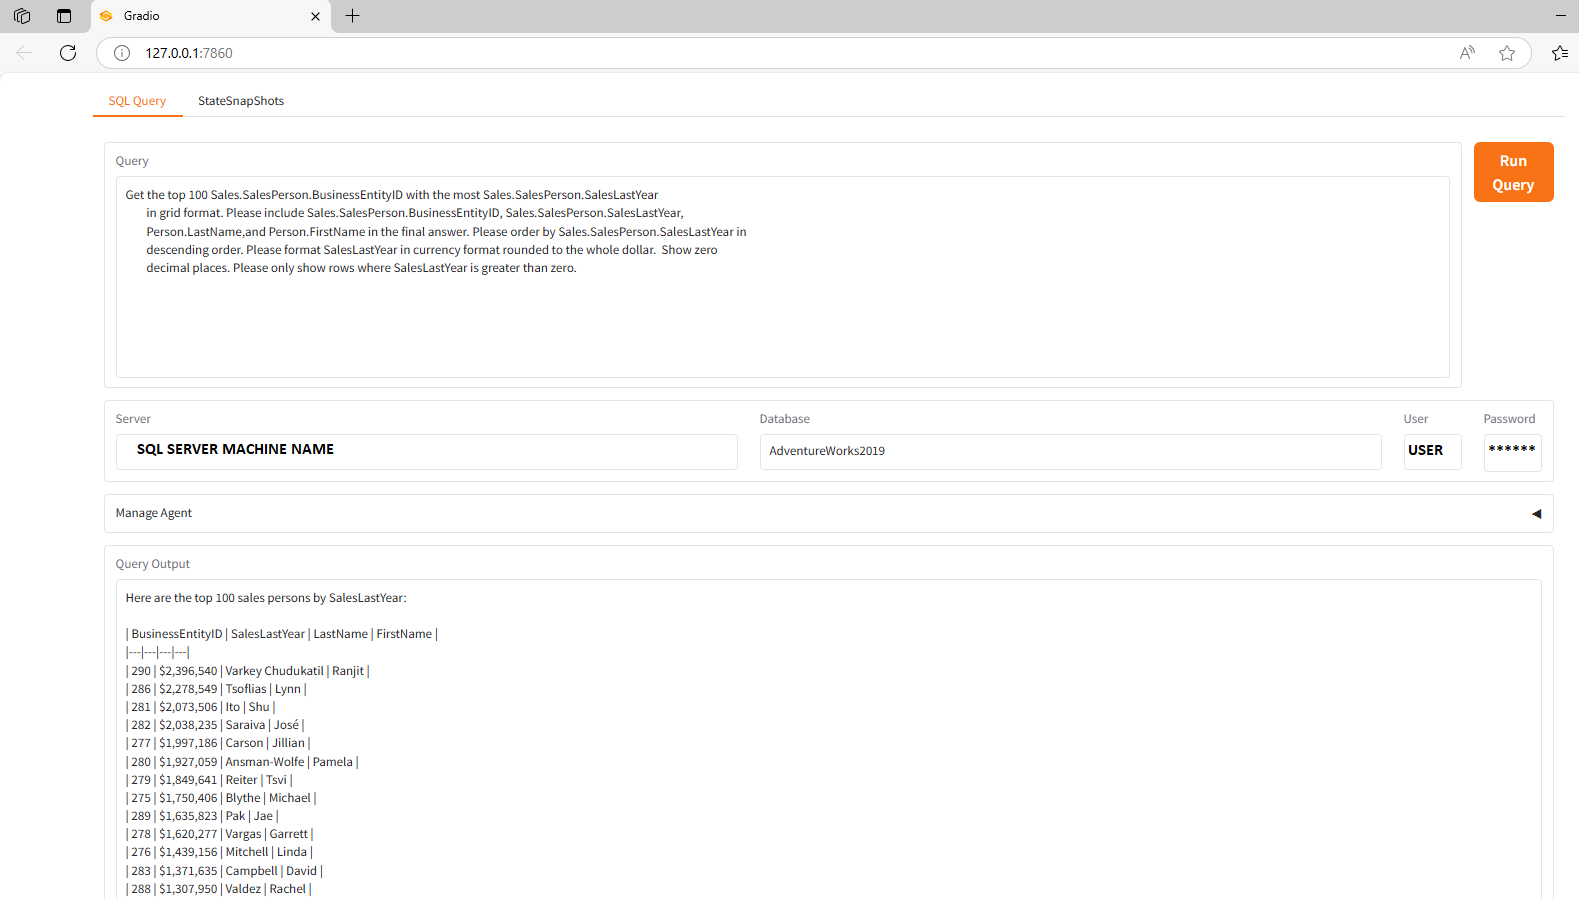 Gradio
127.0.0.1:7860
SQL Query
StateSnapShots
Query
Get the top 100 Sales.SalesPerson.BusinessEntityID with the most Sales.SalesPerson.SalesLastYear
in grid format. Please include Sales.SalesPerson.BusinessEntityID, Sales.SalesPerson.SalesLastYear,
Person.LastName,and Person.FirstName in the final answer. Please order by Sales.SalesPerson.SalesLastYear in
descending order. Please format SalesLastYear in currency format rounded to the whole dollar.  Show zero
decimal places. Please only show rows where SalesLastYear is greater than zero.
Run
Query
Server
Database
User
Password
SQL SERVER MACHINE NAME
AdventureWorks2019
USER
******
Manage Agent
Query Output
Here are the top 100 sales persons by SalesLastYear:
| BusinessEntityID | SalesLastYear | LastName | FirstName |
|---|---|---|---|
| 290 | $2,396,540 | Varkey Chudukatil | Ranjit |
| 286 | $2,278,549 | Tsoflias | Lynn |
| 281 | $2,073,506 | Ito | Shu |
| 282 | $2,038,235 | Saraiva | José |
| 277 | $1,997,186 | Carson | Jillian |
| 280 | $1,927,059 | Ansman-Wolfe | Pamela |
| 279 | $1,849,641 | Reiter | Tsvi |
| 275 | $1,750,406 | Blythe | Michael |
| 289 | $1,635,823 | Pak | Jae |
| 278 | $1,620,277 | Vargas | Garrett |
| 276 | $1,439,156 | Mitchell | Linda |
| 283 | $1,371,635 | Campbell | David |
| 288 | $1,307,950 | Valdez | Rachel |